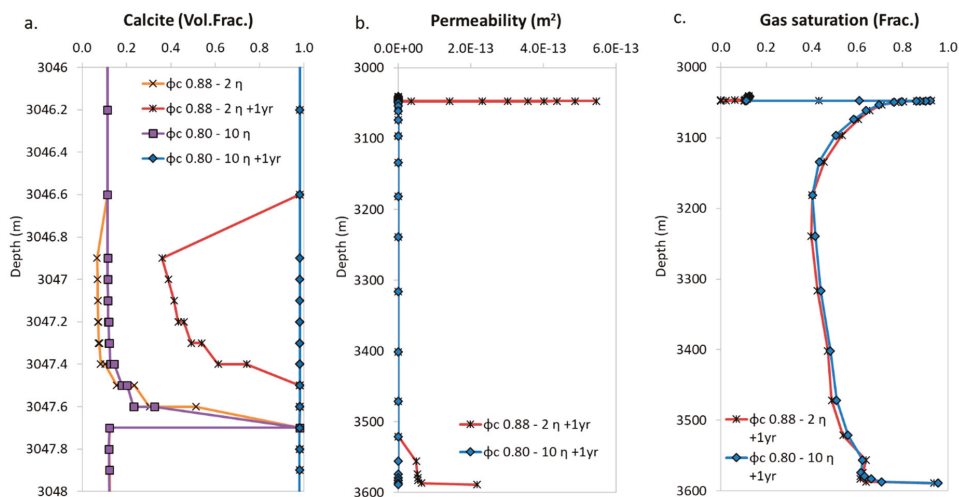 a.
Calcite (Vol.Frac.)
0.0 0.2 0.4 0.6 0.8 1.0
3046
3046.2
3046.4
3046.6
3046.8
3047
3047.2
3047.4
3047.6
3047.8
3048
Depth (m)
ϕc 0.88 - 2 η
ϕc 0.88 - 2 η +1yr
ϕc 0.80 - 10 η
ϕc 0.80 - 10 η +1yr
b.
Permeability (m²)
0.0E+00 2.0E-13 4.0E-13 6.0E-13
3000
3100
3200
3300
3400
3500
3600
Depth (m)
ϕc 0.88 - 2 η +1yr
ϕc 0.80 - 10 η +1yr
c.
Gas saturation (Frac.)
0.0 0.2 0.4 0.6 0.8 1.0
3000
3100
3200
3300
3400
3500
3600
Depth (m)
ϕc 0.88 - 2 η
+1yr
ϕc 0.80 - 10 η
+1yr